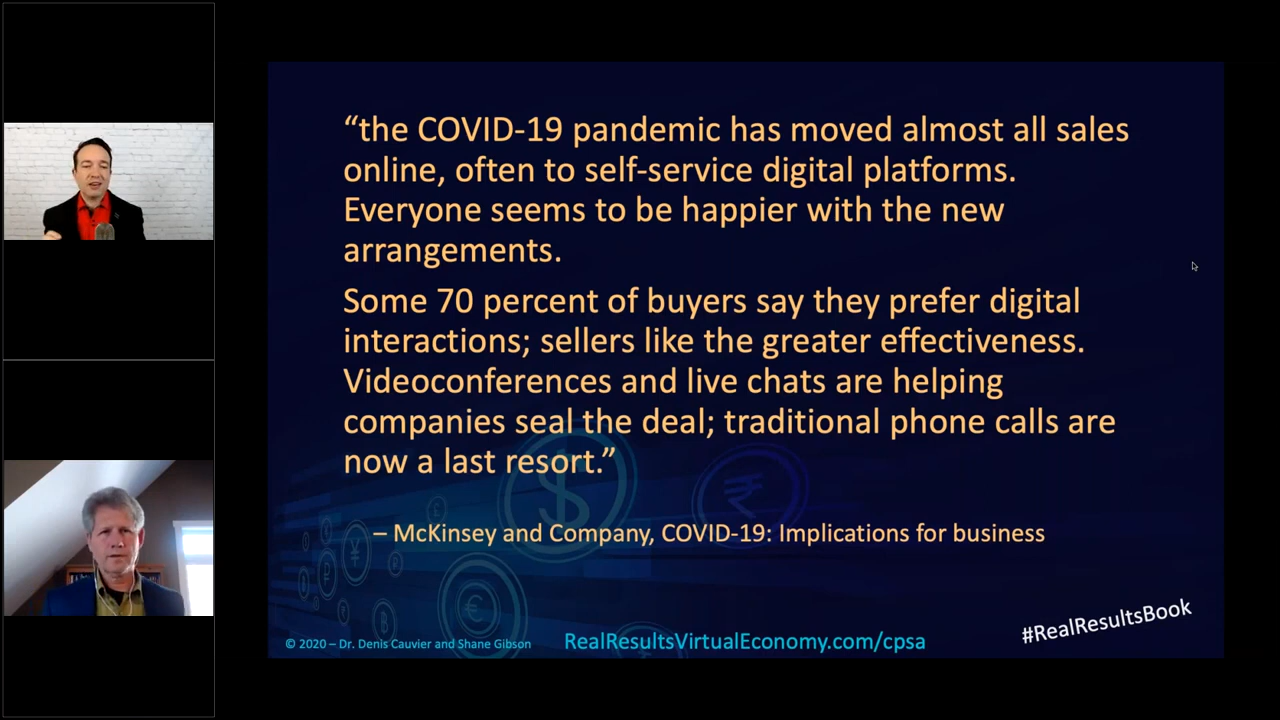 “the COVID-19 pandemic has moved almost all sales
online, often to self-service digital platforms.
Everyone seems to be happier with the new
arrangements.
Some 70 percent of buyers say they prefer digital
interactions; sellers like the greater effectiveness.
Videoconferences and live chats are helping
companies seal the deal; traditional phone calls are
now a last resort.”
– McKinsey and Company, COVID-19: Implications for business
© 2020 – Dr. Denis Cauvier and Shane Gibson
RealResultsVirtualEconomy.com/cpsa
#RealResultsBook